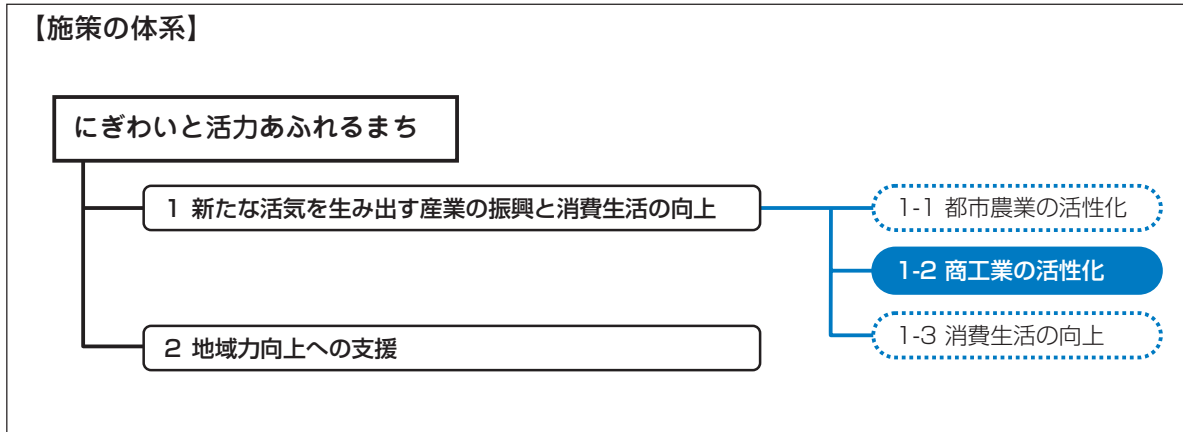 【施策の体系】
にぎわいと活力あふれるまち
1 新たな活気を生み出す産業の振興と消費生活の向上
1-1 都市農業の活性化
1-2 商工業の活性化
1-3 消費生活の向上
2 地域力向上への支援